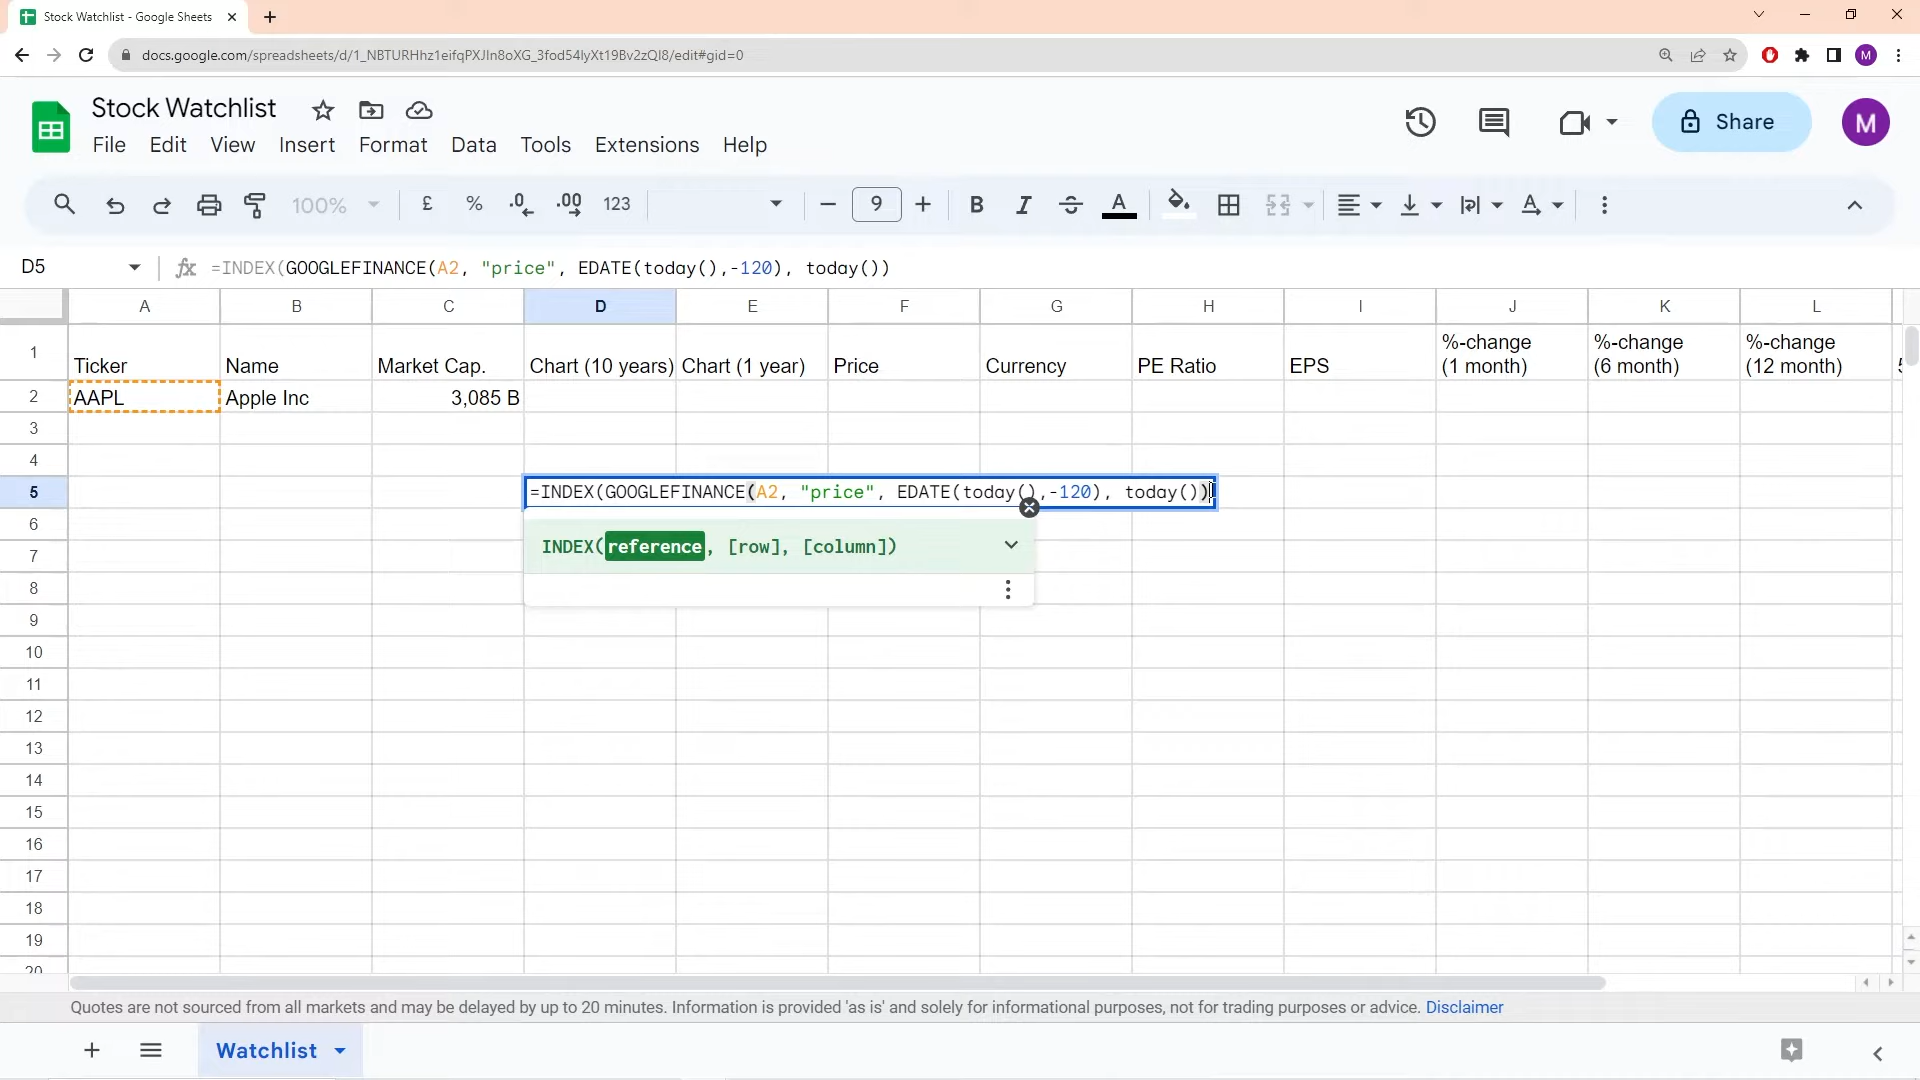 Stock Watchlist - Google Sheets
docs.google.com/spreadsheets/d/1_NBTURHhz1eifqPXJIn8oXG_3fod54IyXt19Bv2zQI8/edit#gid=0
M
Stock Watchlist
File Edit View Insert Format Data Tools Extensions Help
Share
M
100% £ % .0 .00 123 9 B I A
D5 fx =INDEX(GOOGLEFINANCE(A2, "price", EDATE(today(),-120), today())
A B C D E F G H I J K L
1 Ticker Name Market Cap. Chart (10 years) Chart (1 year) Price Currency PE Ratio EPS %-change (1 month) %-change (6 month) %-change (12 month)
2 AAPL Apple Inc 3,085 B
3
4
5 =INDEX(GOOGLEFINANCE(A2, "price", EDATE(today(),-120), today())
6
INDEX(reference, [row], [column])
7
8
9
10
11
12
13
14
15
16
17
18
19
20
Quotes are not sourced from all markets and may be delayed by up to 20 minutes. Information is provided 'as is' and solely for informational purposes, not for trading purposes or advice. Disclaimer
Watchlist